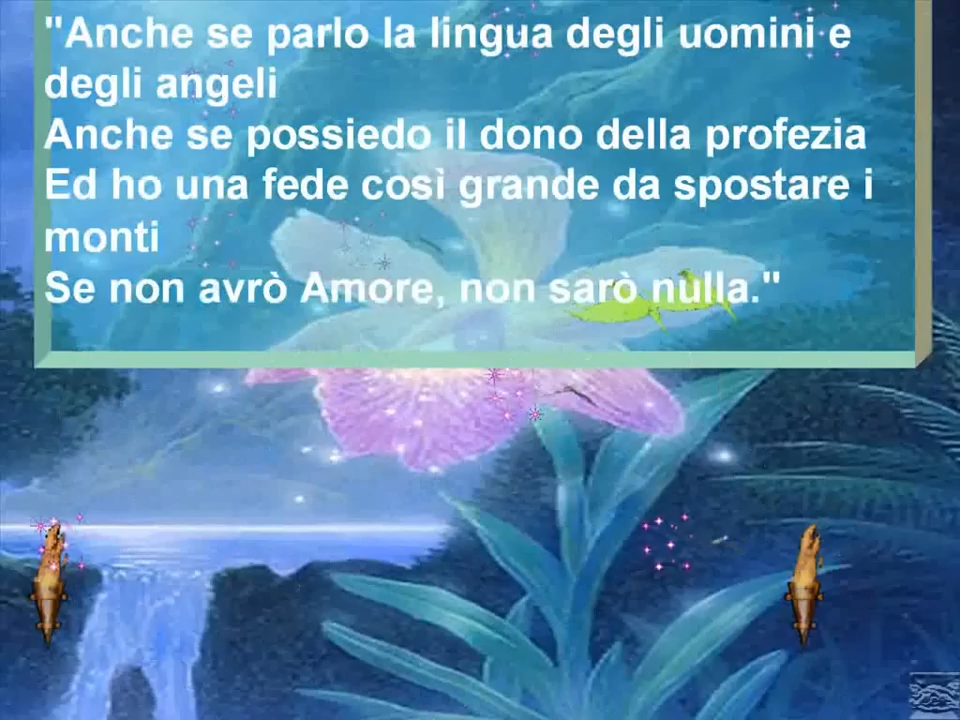 "Anche se parlo la lingua degli uomini e
degli angeli
Anche se possiedo il dono della profezia
Ed ho una fede così grande da spostare i
monti
Se non avrò Amore, non sarò nulla."